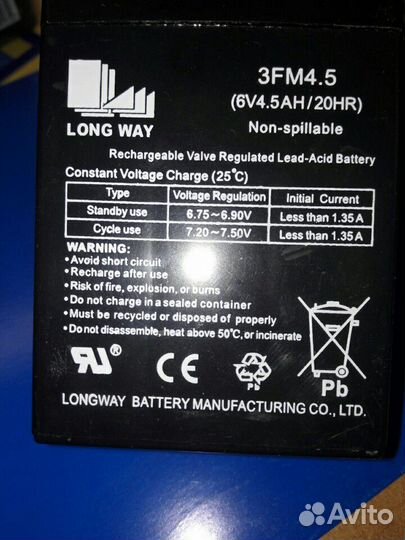 3FM4.5
(6V4.5AH/20HR)
LONG WAY
Non-spillable
Rechargeable Valve Regulated Lead-Acid Battery
Constant Voltage Charge (25℃)
Type Voltage Regulation Initial Current
Standby use 6.75～6.90V Less than 1.35A
Cycle use 7.20～7.50V Less than 1.35A
WARNING:
• Avoid short circuit
• Recharge after use
• Risk of fire, explosion, or burns
• Do not charge in a sealed container
• Must be recycled or disposed of properly
• Do not disassemble, heat above 50℃, or incinerate
RU® CE Pb Pb
LONGWAY BATTERY MANUFACTURING CO., LTD.
Avito